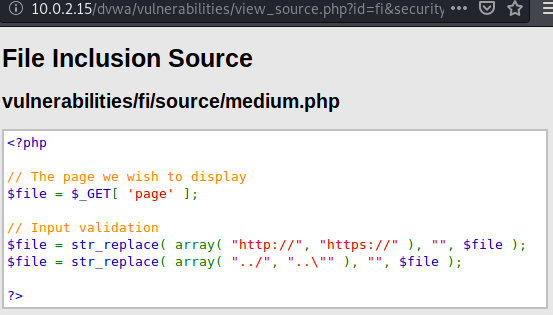 10.0.2.15/dvwa/vulnerabilities/view_source.php?id=fi&security
File Inclusion Source
vulnerabilities/fi/source/medium.php
<?php
// The page we wish to display
$file = $_GET[ 'page' ];
// Input validation
$file = str_replace( array( "http://", "https://" ), "", $file );
$file = str_replace( array( "../", "..\"" ), "", $file );
?>